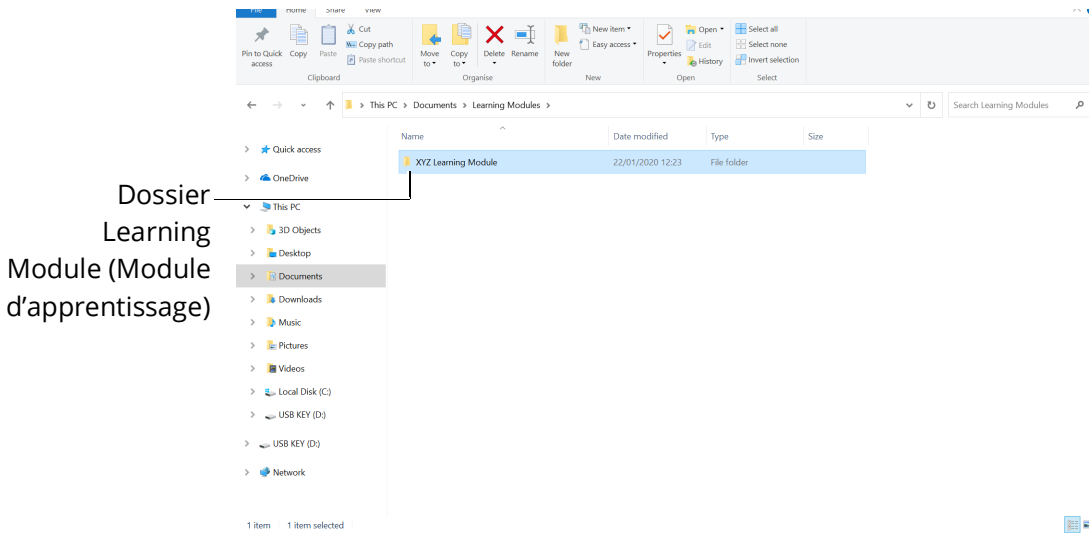 File Home Share View
Pin to Quick access
Copy
Paste
Cut
Copy path
Paste shortcut
Clipboard
Move to
Copy to
Delete
Rename
Organise
New folder
New item
Easy access
New
Properties
Open
Edit
History
Open
Select all
Select none
Invert selection
Select
> This PC > Documents > Learning Modules >
Search Learning Modules
Name Date modified Type Size
XYZ Learning Module 22/01/2020 12:23 File folder
Quick access
OneDrive
This PC
3D Objects
Desktop
Documents
Downloads
Music
Pictures
Videos
Local Disk (C:)
USB KEY (D:)
USB KEY (D:)
Network
1 item 1 item selected
Dossier
Learning
Module (Module
d’apprentissage)